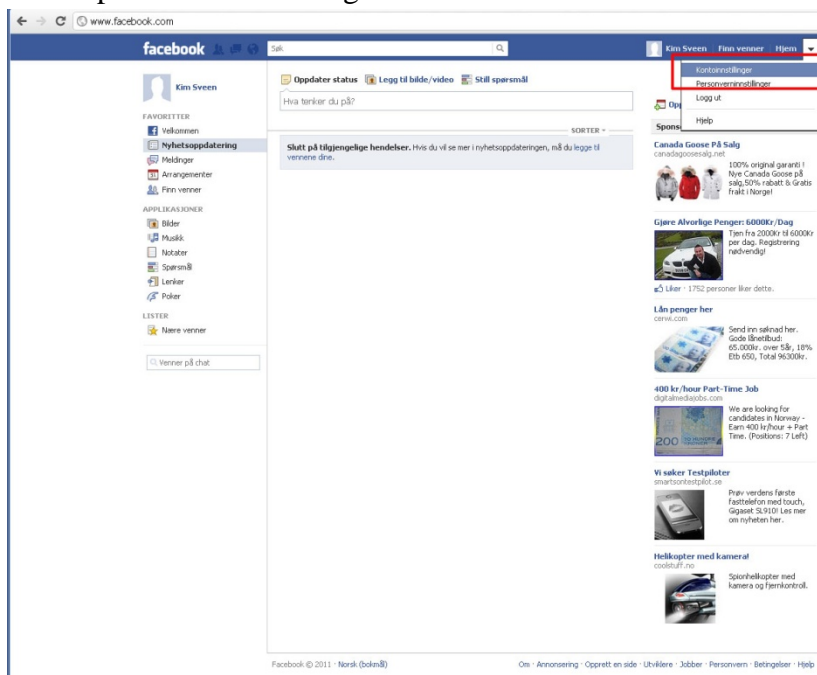 www.facebook.com
facebook
Søk
Kim Sveen
Finn venner
Hjem
Kontoinnstillinger
Personverninnstillinger
Logg ut
Hjelp
Kim Sveen
FAVORITTER
Velkommen
Nyhetsoppdatering
Meldinger
Arrangementer
Finn venner
APPLIKASJONER
Bilder
Musikk
Notater
Spørsmål
Lenker
Poker
LISTER
Nære venner
Venner på chat
Oppdater status
Legg til bilde/video
Still spørsmål
Hva tenker du på?
SORTER
Slutt på tilgjengelige hendelser. Hvis du vil se mer i nyhetsoppdateringen, må du legge til
vennene dine.
Canada Goose På Salg
canadagoosesalg.net
100% original garanti !
Nye Canada Goose på
salg,50% rabatt & Gratis
frakt i Norge!
Gjøre Alvorlige Penger: 6000Kr/Dag
Tjen fra 2000Kr til 6000Kr
per dag. Registrering
nødvendig!
Liker · 1752 personer liker dette.
Lån penger her
cerwi.com
Send inn søknad her.
Gode lånetilbud:
65.000kr. over 5år, 18%
Etb 650, Total 96300kr.
400 kr/hour Part-Time Job
digitalmediajobs.com
200
We are looking for
candidates in Norway -
Earn 400 kr/hour + Part
Time. (Positions: 7 Left)
Vi søker Testpiloter
smartsontestpilot.se
Prøv verdens første
fasttelefon med touch,
Gigaset SL910! Les mer
om nyheten her.
Helikopter med kamera!
coolstuff.no
Spionhelikopter med
kamera og fjernkontroll.
Facebook © 2011 · Norsk (bokmål)
Om · Annonsering · Opprett en side · Utviklere · Jobber · Personvern · Betingelser · Hjelp